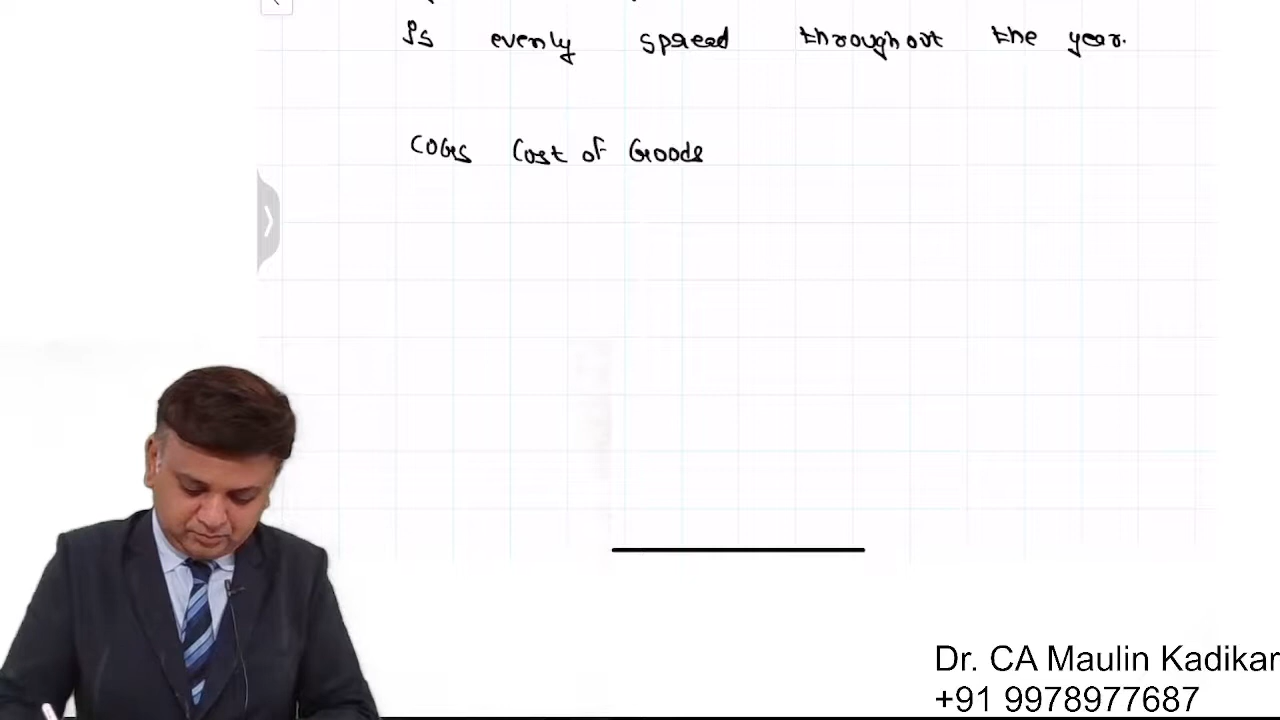 Is evenly spread throughout the year.
COGS Cost of Goods
Dr. CA Maulin Kadikar
+91 9978977687